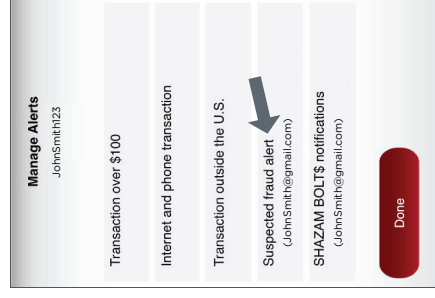 Manage Alerts
JohnSmith123
Transaction over $100
Internet and phone transaction
Transaction outside the U.S.
Suspected fraud alert
(JohnSmith@gmail.com)
SHAZAM BOLT$ notifications
(JohnSmith@gmail.com)
Done